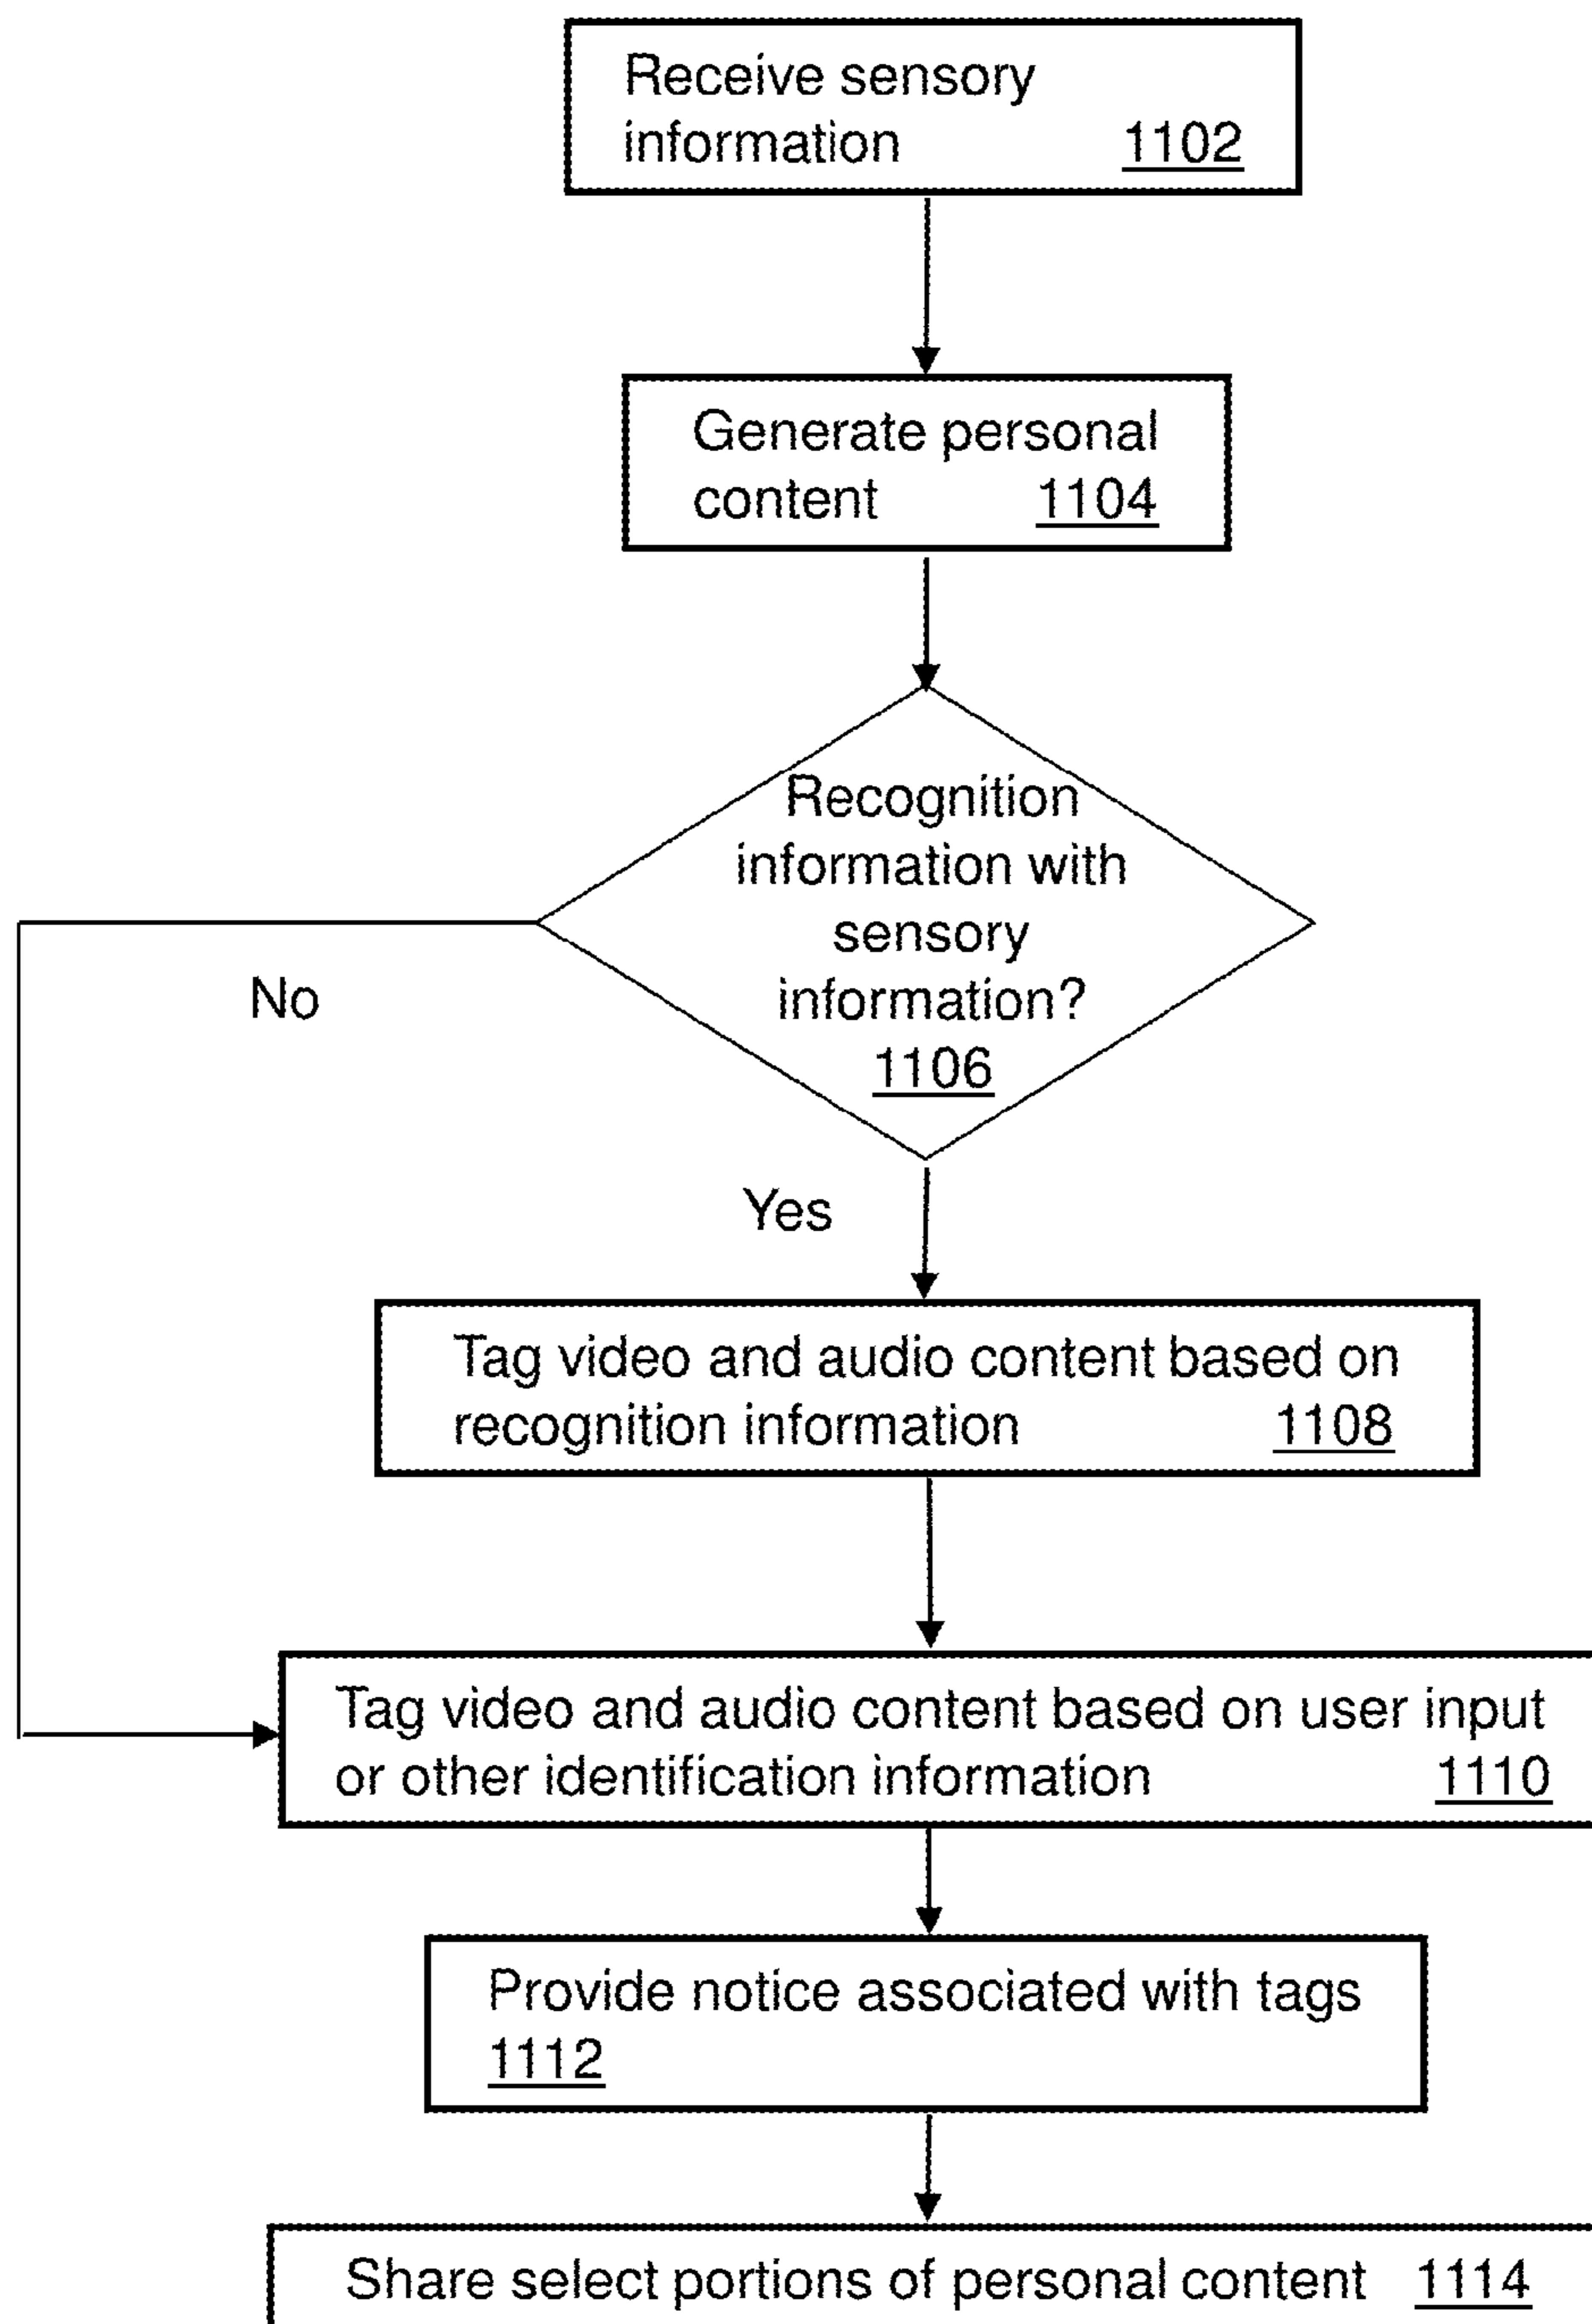 Receive sensory
information 1102
Generate personal
content 1104
Recognition
information with
sensory
information?
1106
No
Yes
Tag video and audio content based on
recognition information 1108
Tag video and audio content based on user input
or other identification information 1110
Provide notice associated with tags
1112
Share select portions of personal content 1114